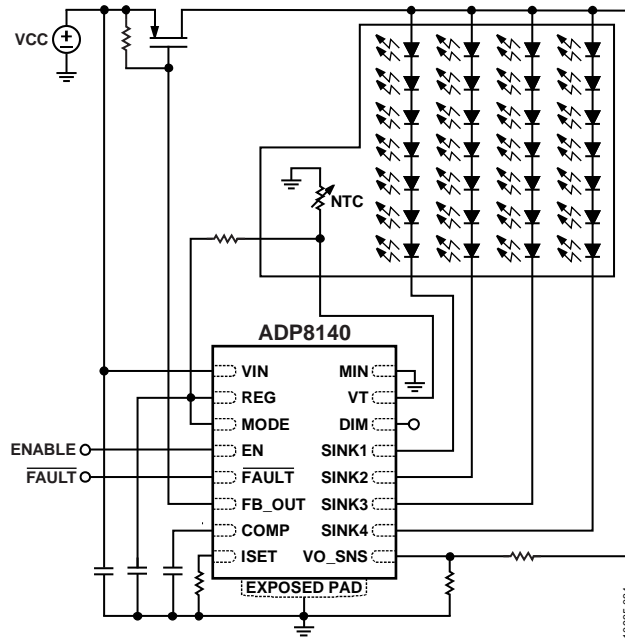 VCC
NTC
ADP8140
VIN
REG
MODE
EN
FAULT
FB_OUT
COMP
ISET
MIN
VT
DIM
SINK1
SINK2
SINK3
SINK4
VO_SNS
EXPOSED PAD
ENABLE
FAULT